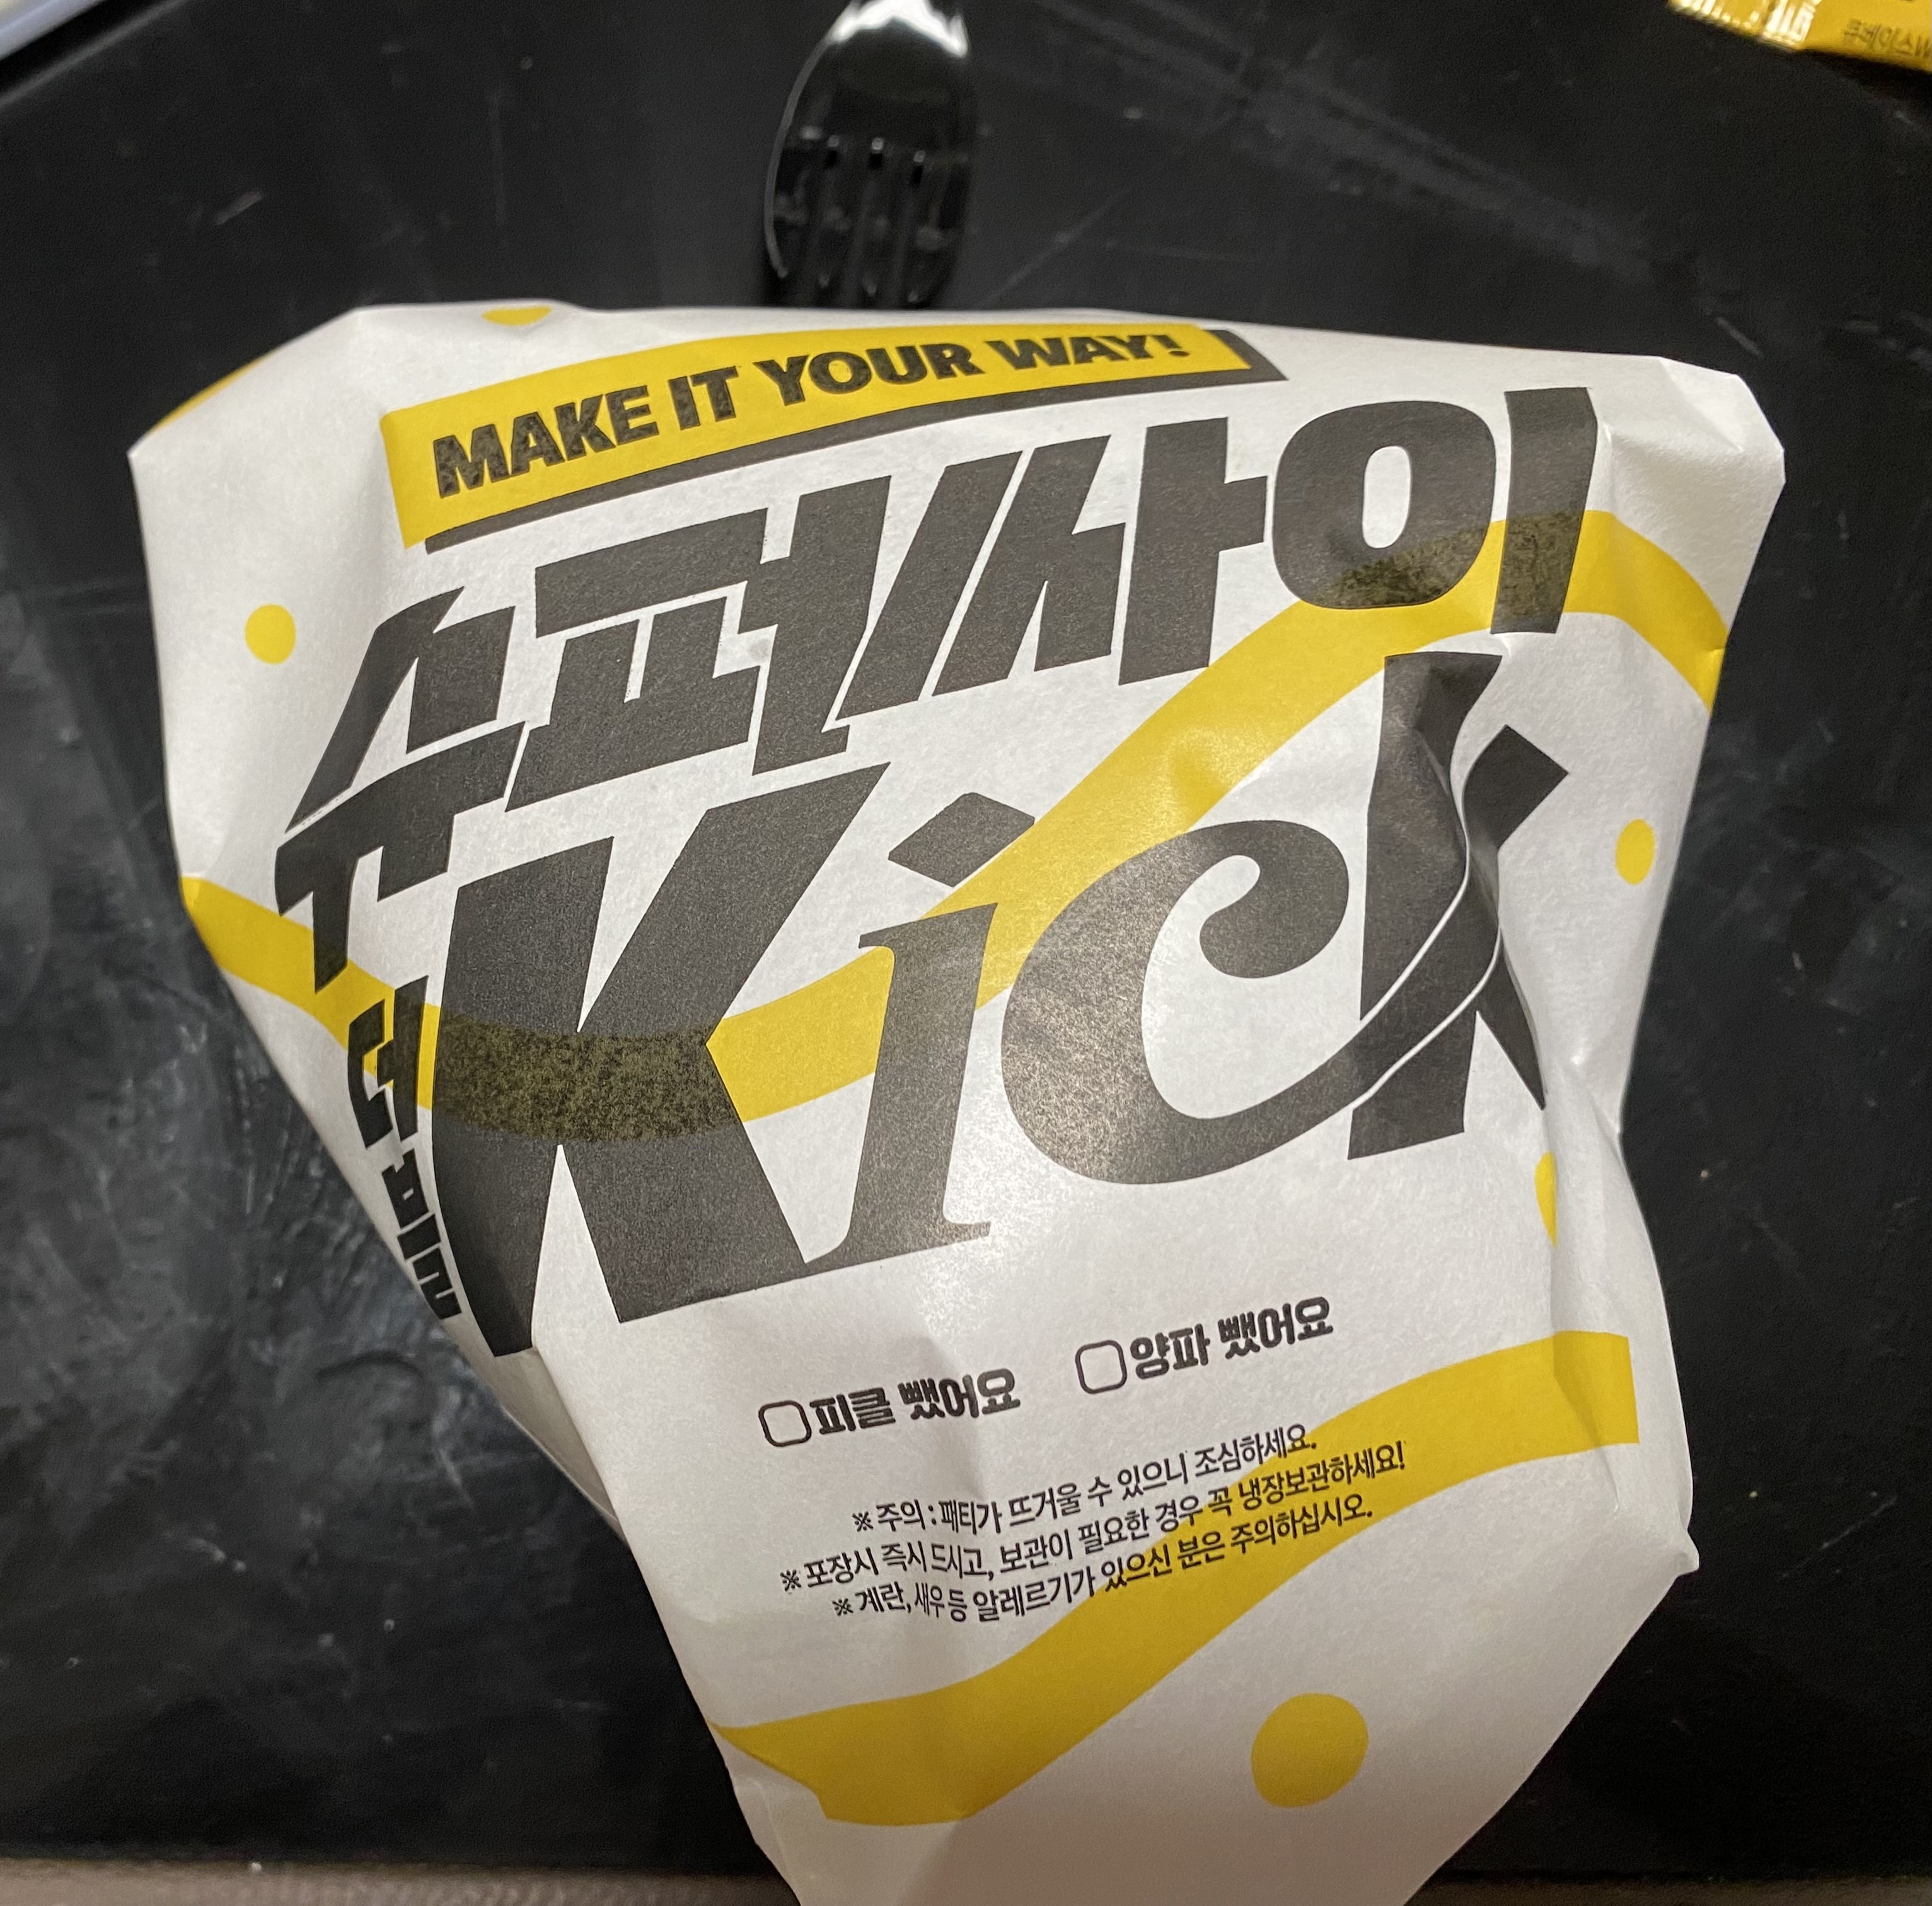 MAKE IT YOUR WAY!
슈퍼싸이
더 핀
Kick
피클 뺐어요
양파 뺐어요
※ 주의 : 패티가 뜨거울 수 있으니 조심하세요.
※ 포장시 즉시 드시고, 보관이 필요한 경우 꼭 냉장보관하세요!
※ 계란, 새우 등 알레르기가 있으신 분은 주의하십시오.